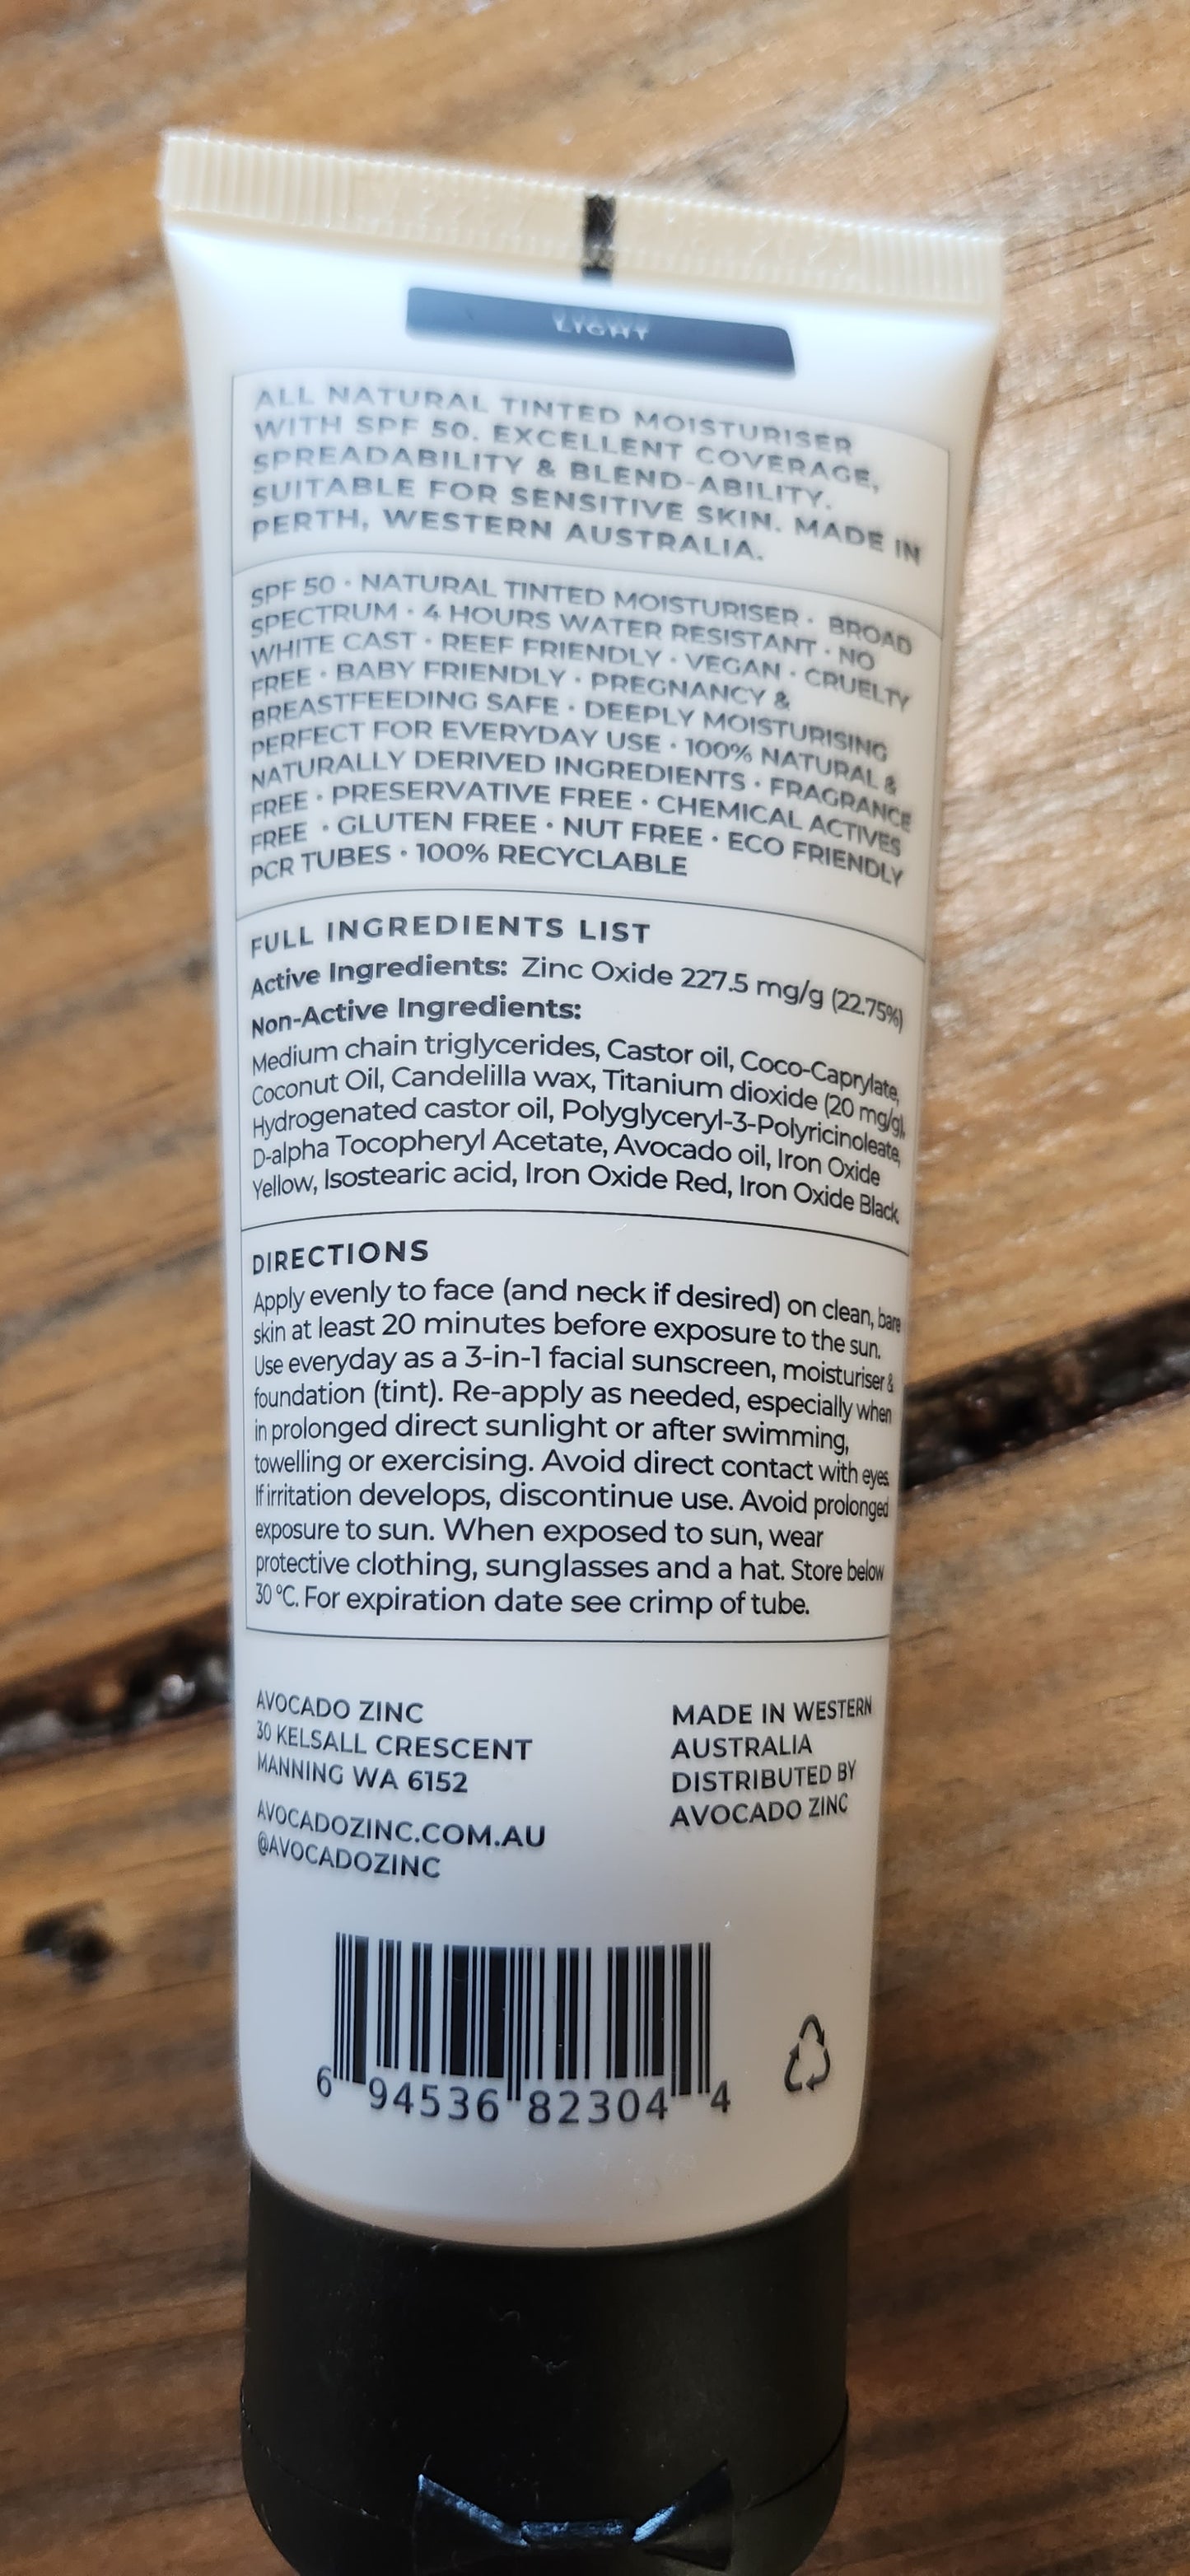 LIGHT
ALL NATURAL TINTED MOISTURISER
WITH SPF 50. EXCELLENT COVERAGE,
SPREADABILITY & BLEND-ABILITY.
SUITABLE FOR SENSITIVE SKIN. MADE IN
PERTH, WESTERN AUSTRALIA.
SPF 50 • NATURAL TINTED MOISTURISER • BROAD
SPECTRUM • 4 HOURS WATER RESISTANT • NO
WHITE CAST • REEF FRIENDLY • VEGAN • CRUELTY
FREE • BABY FRIENDLY • PREGNANCY &
BREASTFEEDING SAFE • DEEPLY MOISTURISING
PERFECT FOR EVERYDAY USE • 100% NATURAL &
NATURALLY DERIVED INGREDIENTS • FRAGRANCE
FREE • PRESERVATIVE FREE • CHEMICAL ACTIVES
FREE • GLUTEN FREE • NUT FREE • ECO FRIENDLY
PCR TUBES • 100% RECYCLABLE
FULL INGREDIENTS LIST
Active Ingredients: Zinc Oxide 227.5 mg/g (22.75%)
Non-Active Ingredients:
Medium chain triglycerides, Castor oil, Coco-Caprylate,
Coconut Oil, Candelilla wax, Titanium dioxide (20 mg/g),
Hydrogenated castor oil, Polyglyceryl-3-Polyricinoleate,
D-alpha Tocopheryl Acetate, Avocado oil, Iron Oxide
Yellow, Isostearic acid, Iron Oxide Red, Iron Oxide Black
DIRECTIONS
Apply evenly to face (and neck if desired) on clean, bare
skin at least 20 minutes before exposure to the sun.
Use everyday as a 3-in-1 facial sunscreen, moisturiser &
foundation (tint). Re-apply as needed, especially when
in prolonged direct sunlight or after swimming,
towelling or exercising. Avoid direct contact with eyes.
If irritation develops, discontinue use. Avoid prolonged
exposure to sun. When exposed to sun, wear
protective clothing, sunglasses and a hat. Store below
30 °C. For expiration date see crimp of tube.
AVOCADO ZINC
30 KELSALL CRESCENT
MANNING WA 6152
AVOCADOZINC.COM.AU
@AVOCADOZINC
MADE IN WESTERN
AUSTRALIA
DISTRIBUTED BY
AVOCADO ZINC
6 94536 82304 4